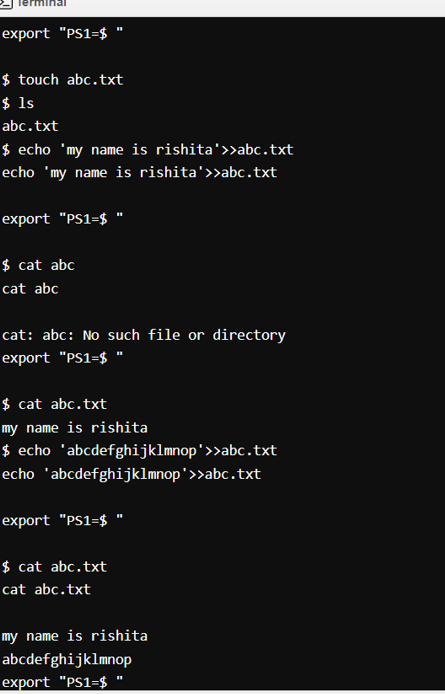 Terminal
export "PS1=$ "
$ touch abc.txt
$ ls
abc.txt
$ echo 'my name is rishita'>>abc.txt
echo 'my name is rishita'>>abc.txt
export "PS1=$ "
$ cat abc
cat abc
cat: abc: No such file or directory
export "PS1=$ "
$ cat abc.txt
my name is rishita
$ echo 'abcdefghijklmnop'>>abc.txt
echo 'abcdefghijklmnop'>>abc.txt
export "PS1=$ "
$ cat abc.txt
cat abc.txt
my name is rishita
abcdefghijklmnop
export "PS1=$ "